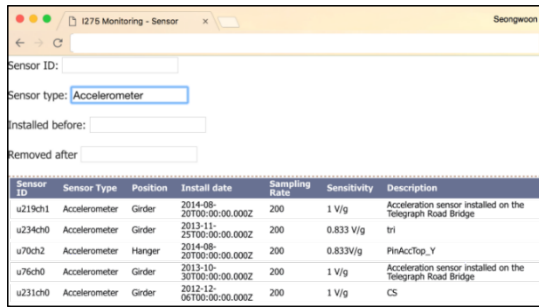 I275 Monitoring - Sensor
Seongwoon
Sensor ID:
Sensor type: Accelerometer
Installed before:
Removed after
Sensor ID Sensor Type Position Install date Sampling Rate Sensitivity Description
u219ch1 Accelerometer Girder 2014-08-20T00:00:00.000Z 200 1 V/g Acceleration sensor installed on the Telegraph Road Bridge
u234ch0 Accelerometer Girder 2013-11-25T00:00:00.000Z 200 0.833 V/g tri
u70ch2 Accelerometer Hanger 2014-08-20T00:00:00.000Z 200 0.833V/g PinAccTop_Y
u76ch0 Accelerometer Girder 2013-10-30T00:00:00.000Z 200 1 V/g Acceleration sensor installed on the Telegraph Road Bridge
u231ch0 Accelerometer Girder 2012-12-06T00:00:00.000Z 200 1 V/g CS